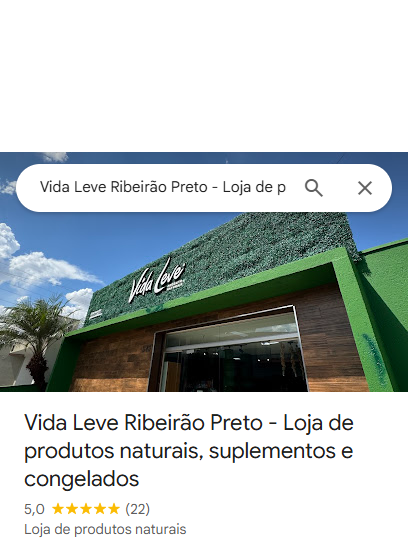 Vida Leve Ribeirão Preto - Loja de p
Vida Leve
Vida Leve Ribeirão Preto - Loja de
produtos naturais, suplementos e
congelados
5,0 ★★★★★ (22)
Loja de produtos naturais